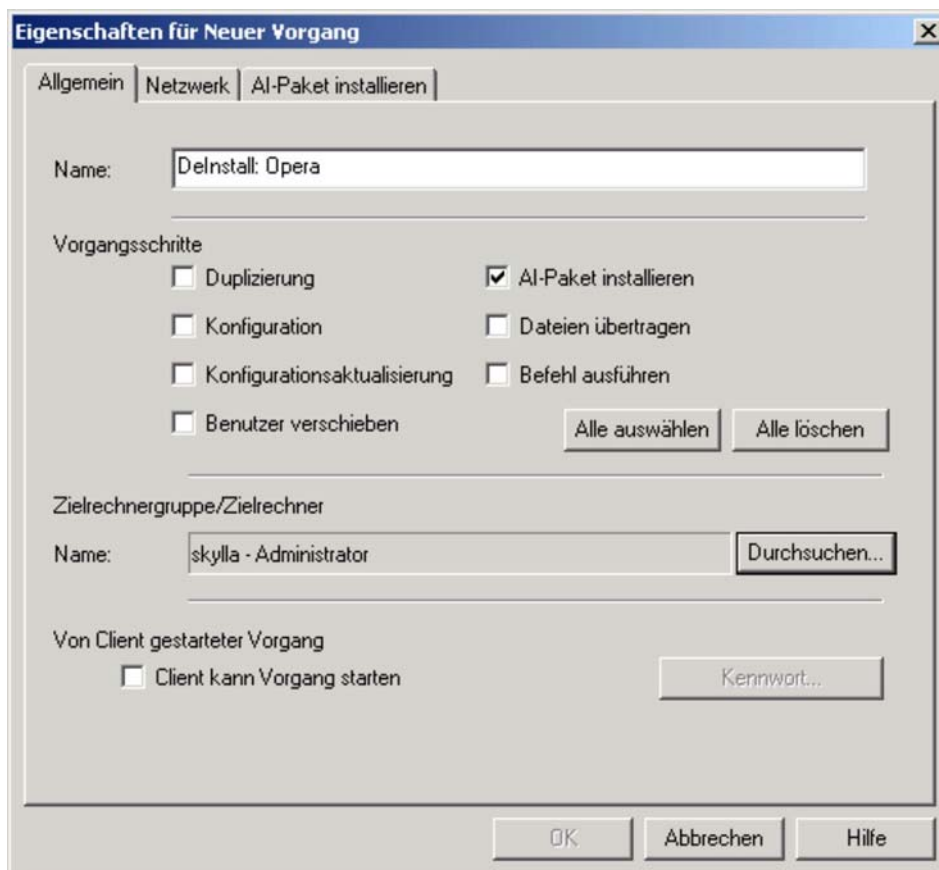 Eigenschaften für Neuer Vorgang
Allgemein Netzwerk AI-Paket installieren
Name: DeInstall: Opera
Vorgangsschritte
Duplizierung AI-Paket installieren
Konfiguration Dateien übertragen
Konfigurationsaktualisierung Befehl ausführen
Benutzer verschieben Alle auswählen Alle löschen
Zielrechnergruppe/Zielrechner
Name: skylla - Administrator Durchsuchen...
Von Client gestarteter Vorgang
Client kann Vorgang starten Kennwort...
OK Abbrechen Hilfe